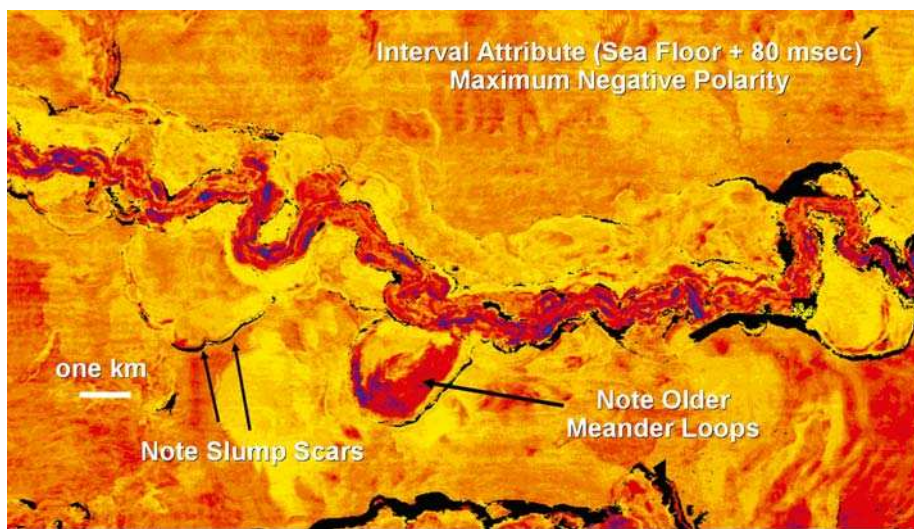 Interval Attribute (Sea Floor + 80 msec)
Maximum Negative Polarity
one km
Note Slump Scars
Note Older
Meander Loops